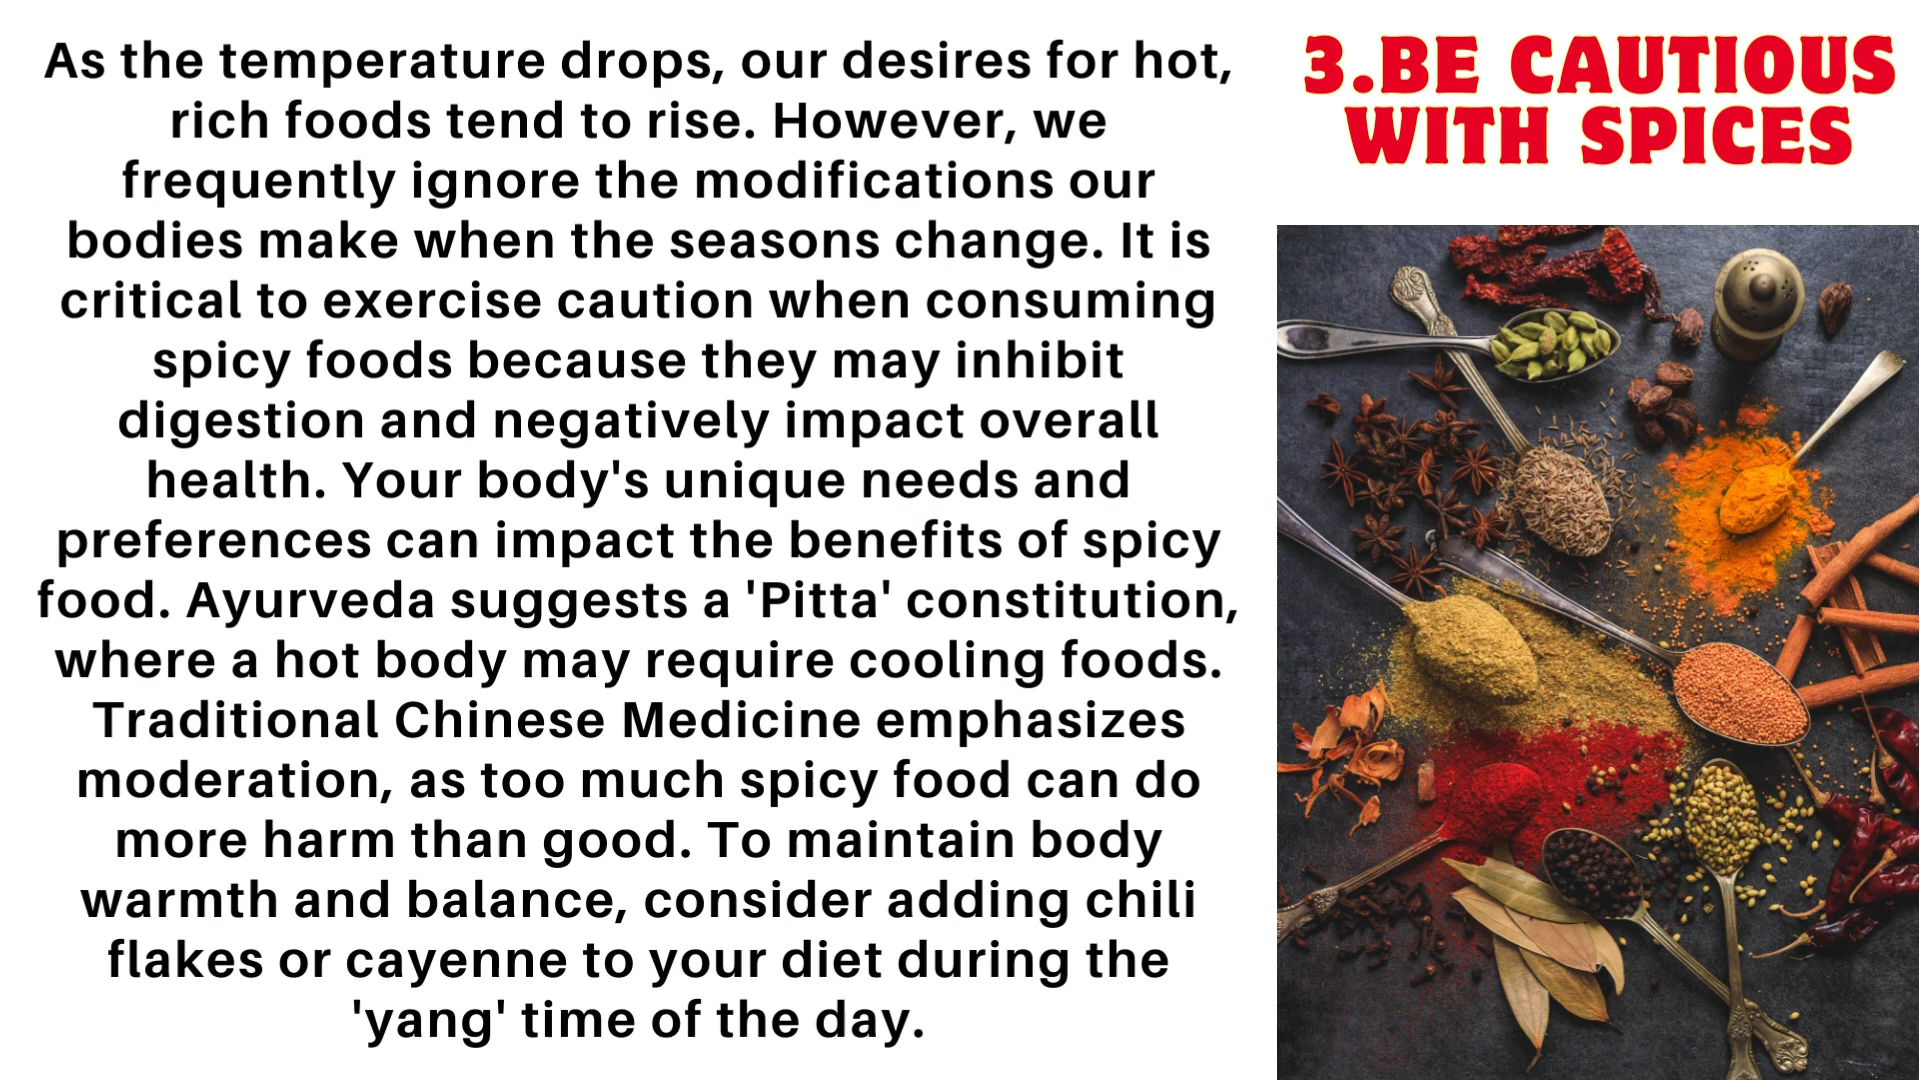 3.BE CAUTIOUS
WITH SPICES
As the temperature drops, our desires for hot,
rich foods tend to rise. However, we
frequently ignore the modifications our
bodies make when the seasons change. It is
critical to exercise caution when consuming
spicy foods because they may inhibit
digestion and negatively impact overall
health. Your body's unique needs and
preferences can impact the benefits of spicy
food. Ayurveda suggests a 'Pitta' constitution,
where a hot body may require cooling foods.
Traditional Chinese Medicine emphasizes
moderation, as too much spicy food can do
more harm than good. To maintain body
warmth and balance, consider adding chili
flakes or cayenne to your diet during the
'yang' time of the day.